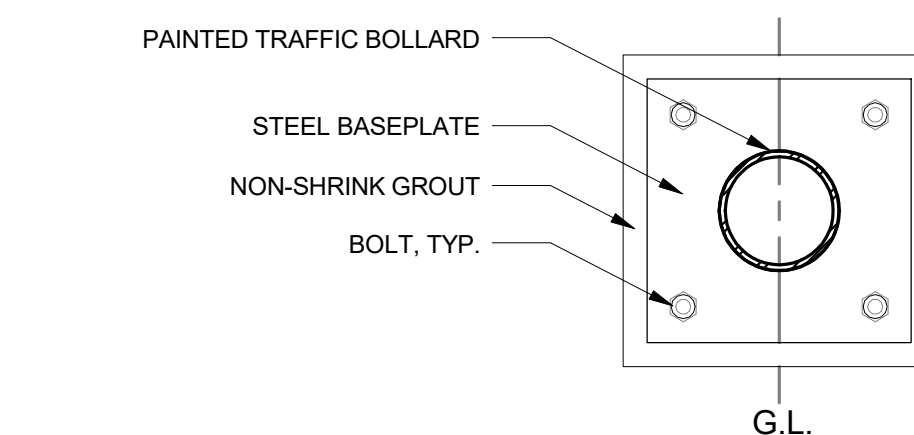 PAINTED TRAFFIC BOLLARD
STEEL BASEPLATE
NON-SHRINK GROUT
BOLT, TYP.
G.L.